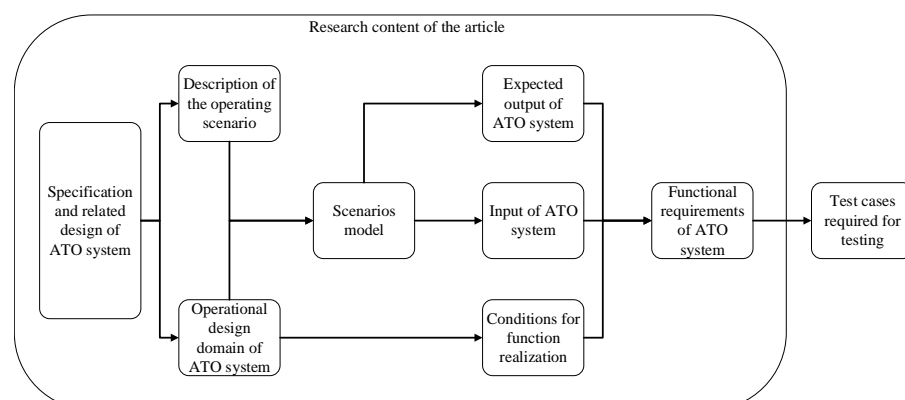 Research content of the article
Description of
the operating
scenario
Expected
output of
ATO system
Specification
and related
design of
ATO system
Scenarios
model
Input of ATO
system
Functional
requirements
of ATO
system
Test cases
required for
testing
Operational
design
domain of
ATO system
Conditions for
function
realization